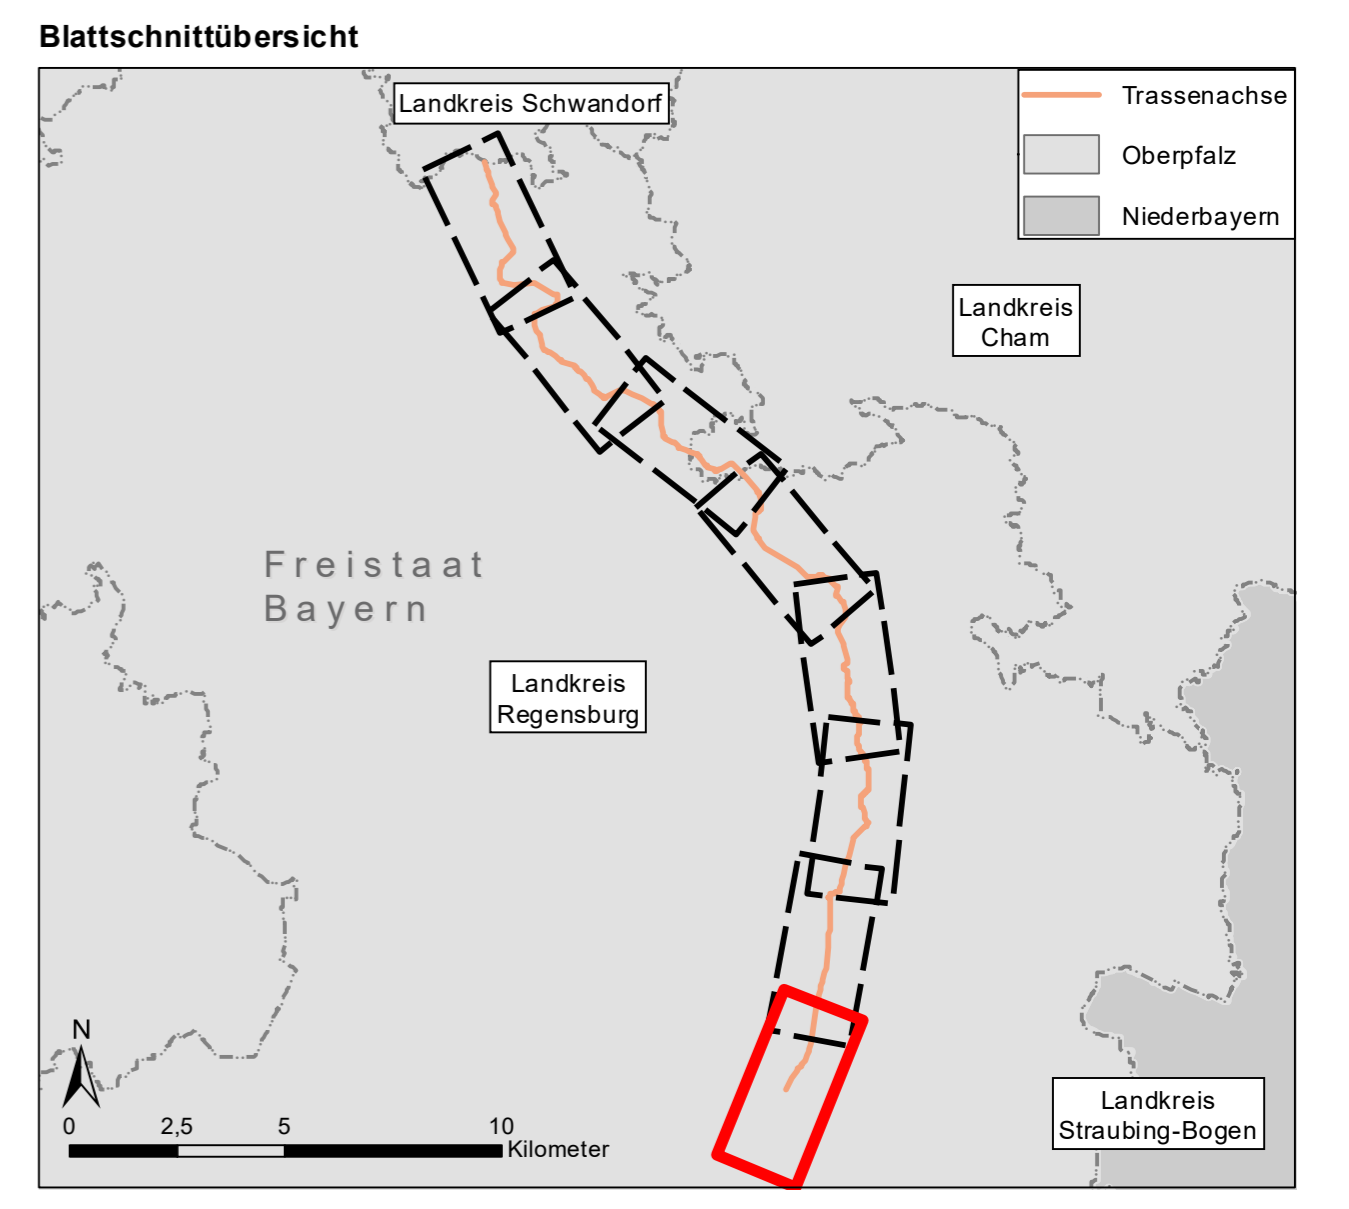 Blattschnittübersicht
Landkreis Schwandorf
Trassenachse
Oberpfalz
Niederbayern
Landkreis
Cham
Freistaat
Bayern
Landkreis
Regensburg
N
0 2,5 5 10
Kilometer
Landkreis
Straubing-Bogen